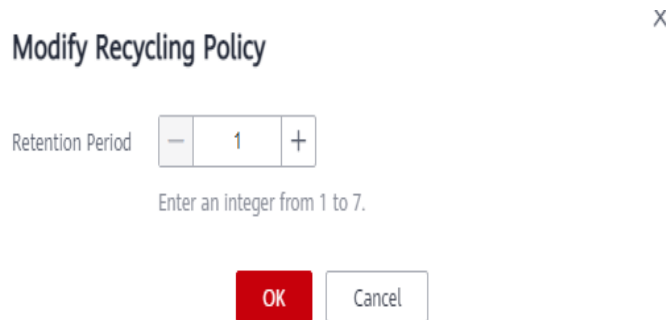 X
Modify Recycling Policy
Retention Period − 1 +
Enter an integer from 1 to 7.
OK Cancel